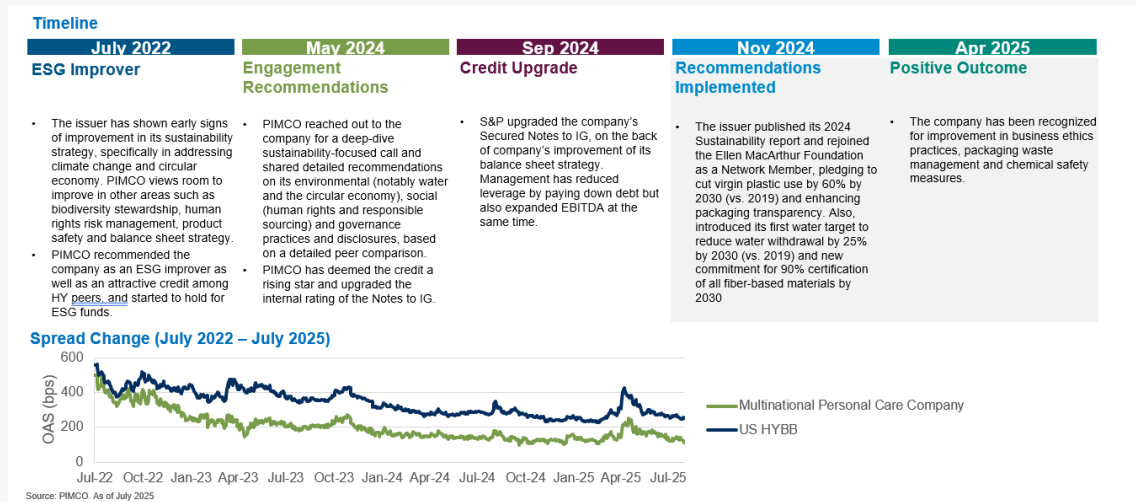 Timeline
July 2022
ESG Improver
• The issuer has shown early signs
of improvement in its sustainability
strategy, specifically in addressing
climate change and circular
economy. PIMCO views room to
improve in other areas such as
biodiversity stewardship, human
rights risk management, product
safety and balance sheet strategy.
• PIMCO recommended the
company as an ESG improver as
well as an attractive credit among
HY peers, and started to hold for
ESG funds.
May 2024
Engagement
Recommendations
• PIMCO reached out to the
company for a deep-dive
sustainability-focused call and
shared detailed recommendations
on its environmental (notably water
and the circular economy), social
(human rights and responsible
sourcing) and governance
practices and disclosures, based
on a detailed peer comparison.
• PIMCO has deemed the credit a
rising star and upgraded the
internal rating of the Notes to IG.
Sep 2024
Credit Upgrade
• S&P upgraded the company's
Secured Notes to IG, on the back
of company's improvement of its
balance sheet strategy.
Management has reduced
leverage by paying down debt but
also expanded EBITDA at the
same time.
Nov 2024
Recommendations
Implemented
• The issuer published its 2024
Sustainability report and rejoined
the Ellen MacArthur Foundation
as a Network Member, pledging to
cut virgin plastic use by 60% by
2030 (vs. 2019) and enhancing
packaging transparency. Also,
introduced its first water target to
reduce water withdrawal by 25%
by 2030 (vs. 2019) and new
commitment for 90% certification
of all fiber-based materials by
2030
Apr 2025
Positive Outcome
• The company has been recognized
for improvement in business ethics
practices, packaging waste
management and chemical safety
measures.
Spread Change (July 2022 – July 2025)
OAS (bps)
600
400
200
0
Jul-22 Oct-22 Jan-23 Apr-23 Jul-23 Oct-23 Jan-24 Apr-24 Jul-24 Oct-24 Jan-25 Apr-25 Jul-25
Multinational Personal Care Company
US HYBB
Source: PIMCO. As of July 2025